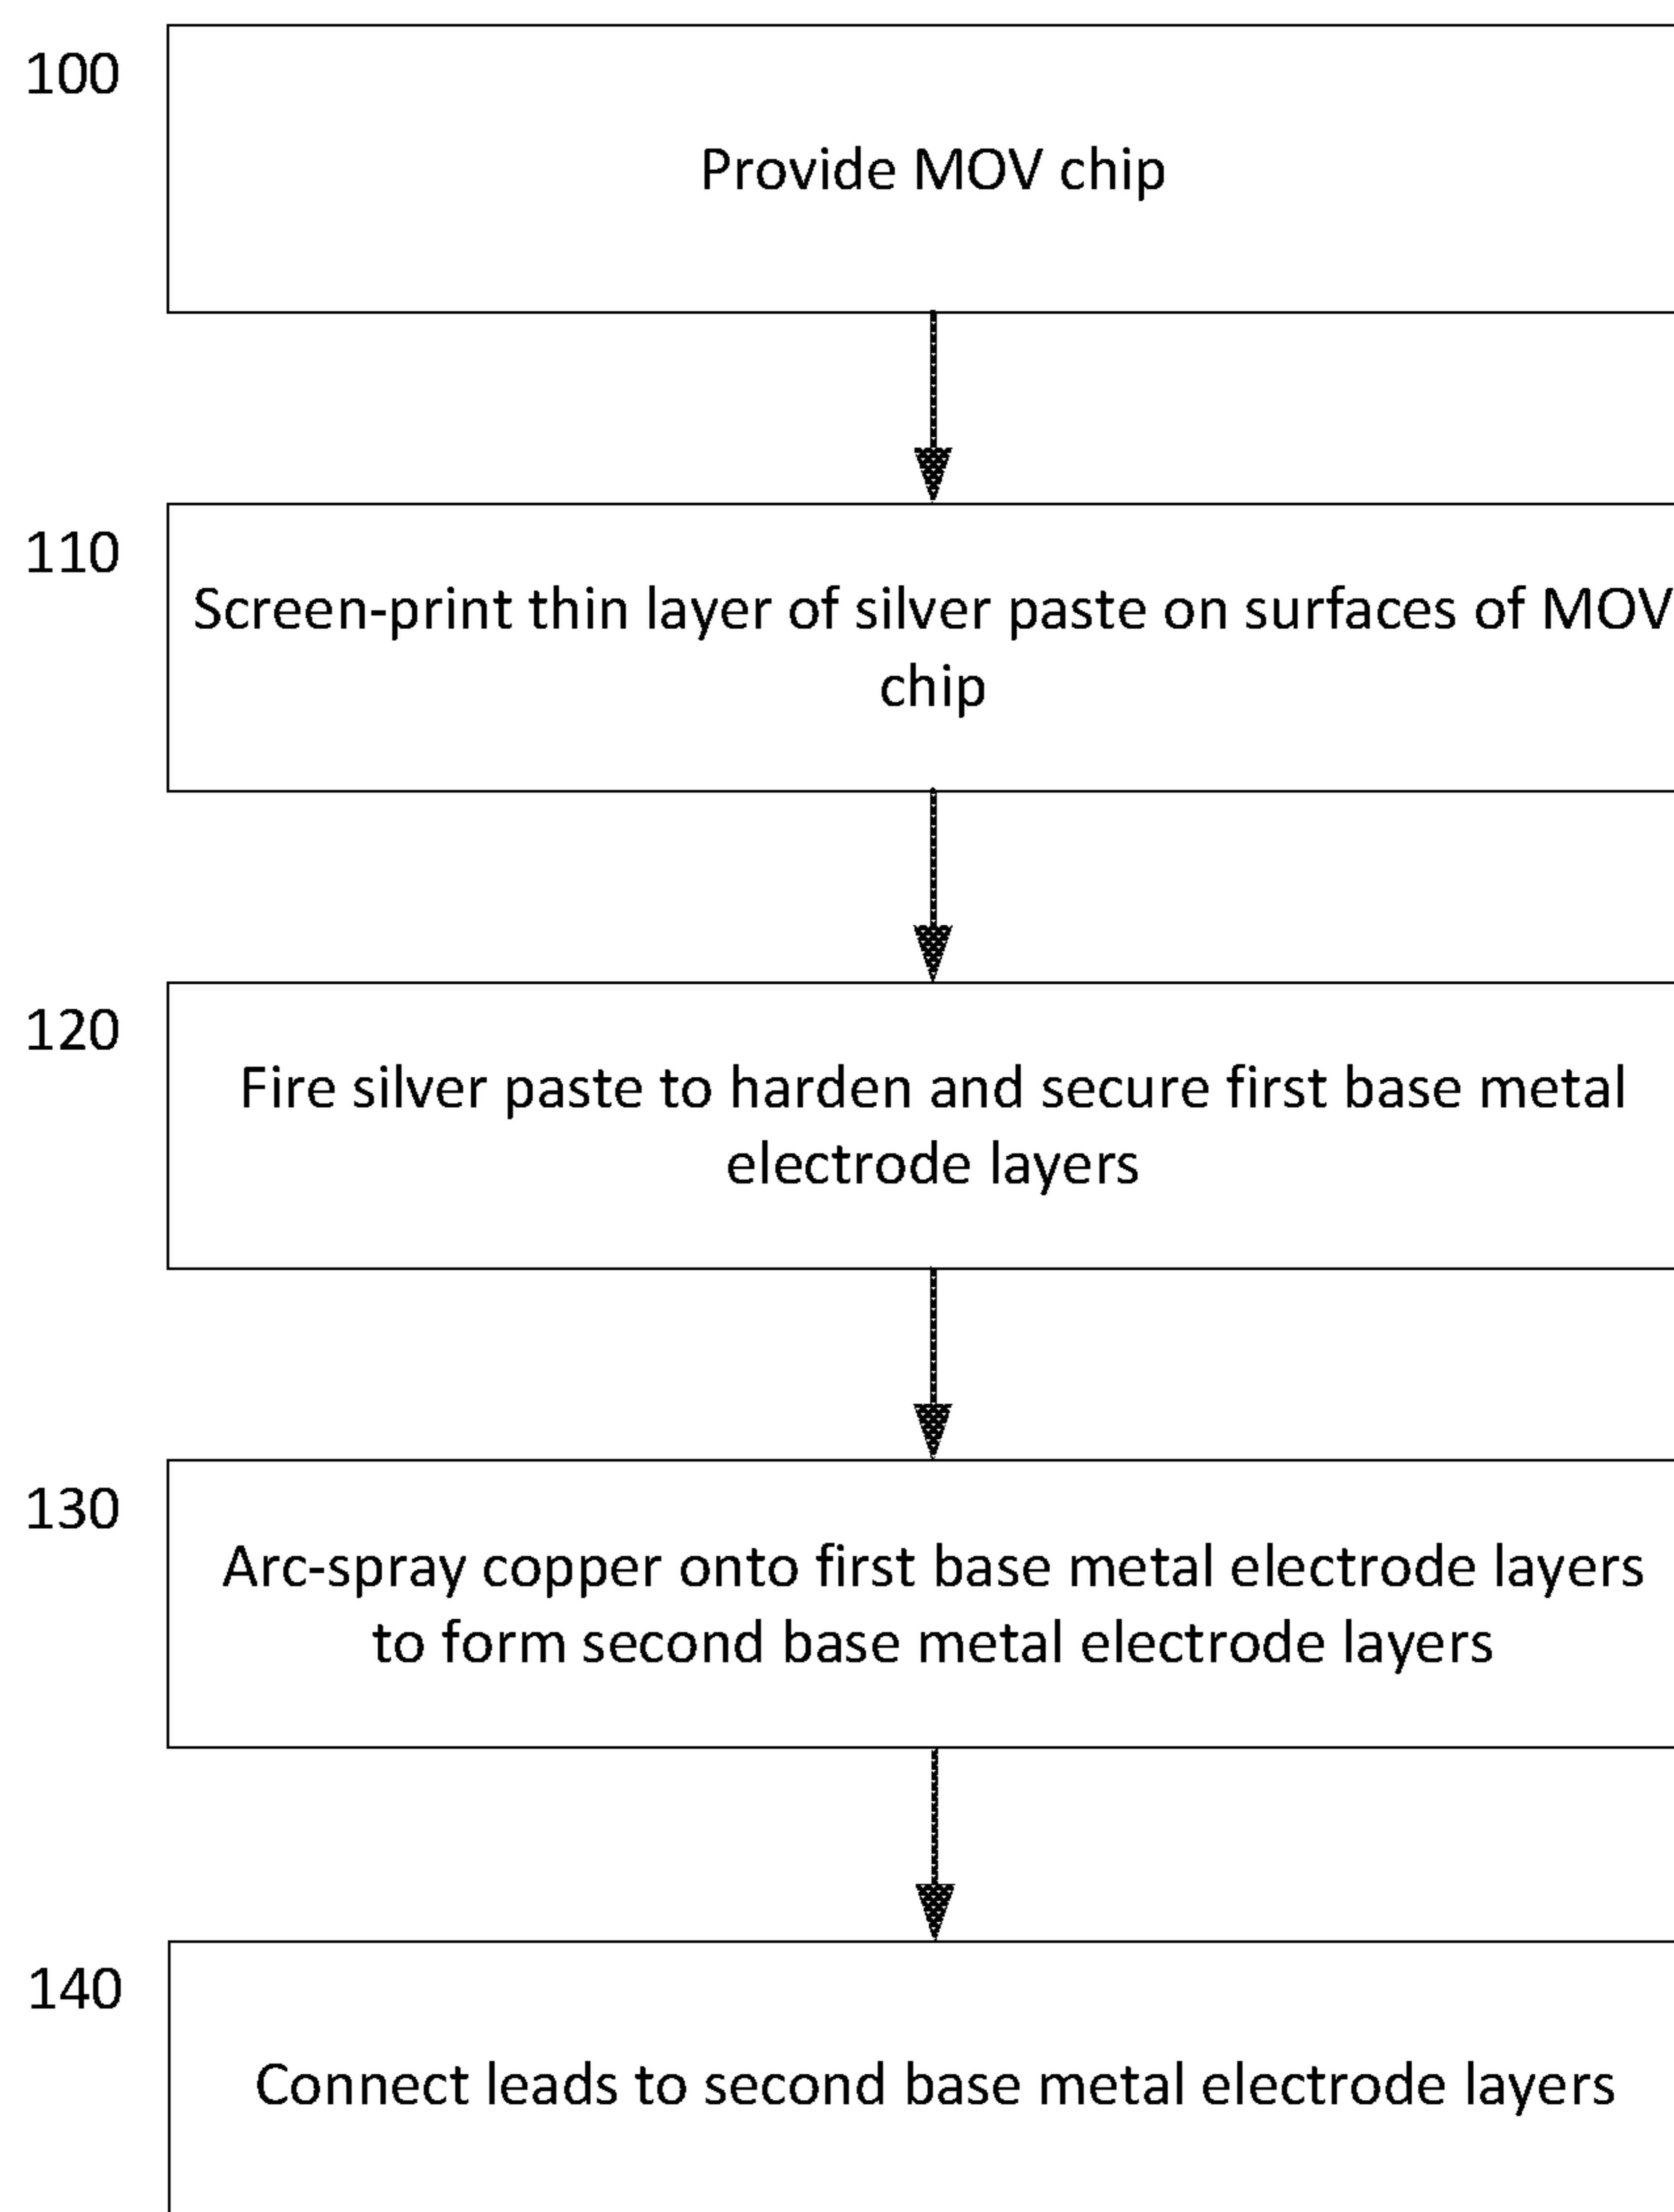 100
Provide MOV chip
110
Screen-print thin layer of silver paste on surfaces of MOV
chip
120
Fire silver paste to harden and secure first base metal
electrode layers
130
Arc-spray copper onto first base metal electrode layers
to form second base metal electrode layers
140
Connect leads to second base metal electrode layers